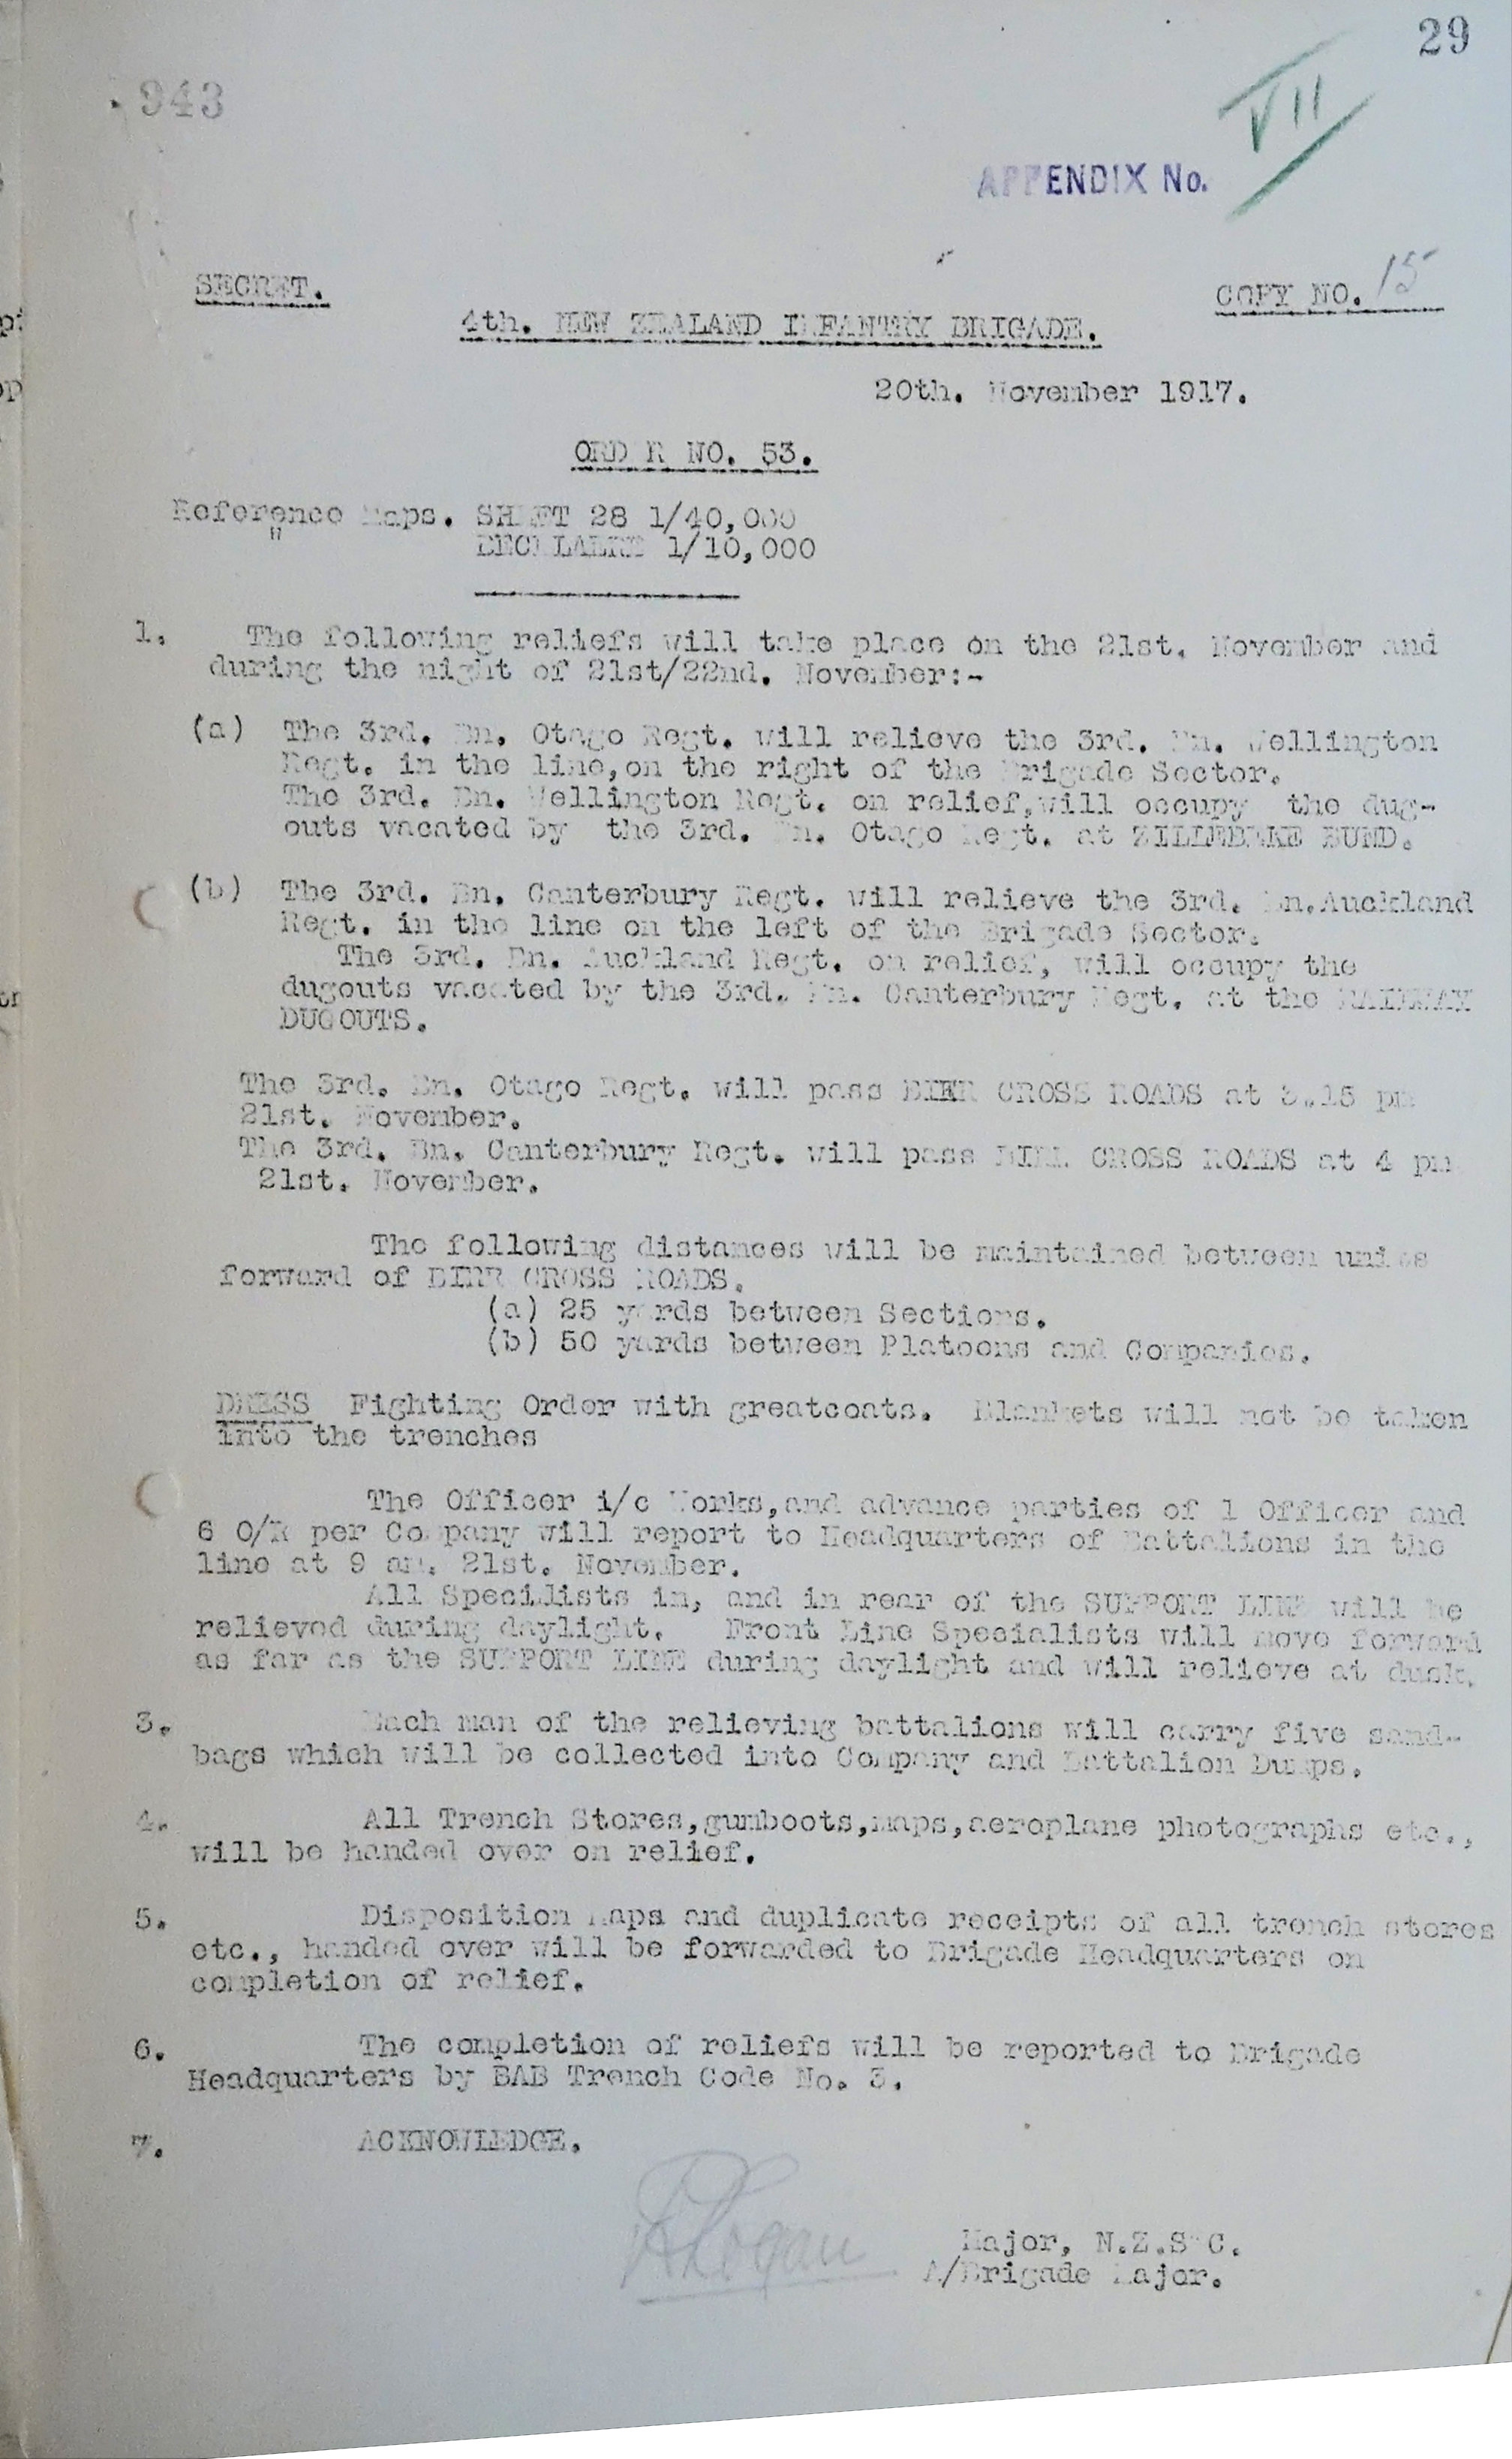 29
943
VII
APPENDIX No.
SECRET.
COPY NO. 15
4th. NEW ZEALAND INFANTRY BRIGADE.
20th. November 1917.
ORDER NO. 53.
Reference Maps. SHEET 28 1/40,000
" 1/10,000
1. The following reliefs will take place on the 21st. November and
during the night of 21st/22nd. November:-
(a) The 3rd. Bn. Otago Regt. will relieve the 3rd. Bn. Wellington
Regt. in the line,on the right of the Brigade Sector.
The 3rd. Bn. Wellington Regt. on relief,will occupy the dug-
outs vacated by the 3rd. Bn. Otago Regt. at ZILLEBEKE BUND.
(b) The 3rd. Bn. Canterbury Regt. will relieve the 3rd. Bn.Auckland
Regt. in the line on the left of the Brigade Sector.
The 3rd. Bn. Auckland Regt. on relief, will occupy the
dugouts vacated by the 3rd. Bn. Canterbury Regt. at the RAILWAY
DUGOUTS.
The 3rd. Bn. Otago Regt. will pass BIRR CROSS ROADS at 3.15 pm
21st. November.
The 3rd. Bn. Canterbury Regt. will pass BIRR CROSS ROADS at 4 pm
21st. November.
The following distances will be maintained between units
forward of BIRR CROSS ROADS.
(a) 25 yards between Sections.
(b) 50 yards between Platoons and Companies.
DRESS Fighting Order with greatcoats. Blankets will not be taken
into the trenches
The Officer i/c Works,and advance parties of 1 Officer and
6 O/R per Company will report to Headquarters of Battalions in the
line at 9 am. 21st. November.
All Specilists in, and in rear of the SUPPORT LINE will be
relieved during daylight. Front Line Specialists will move forward
as far as the SUPPORT LINE during daylight and will relieve at dusk.
3. Each man of the relieving battalions will carry five sand-
bags which will be collected into Company and Battalion Dumps.
4. All Trench Stores,gumboots,maps,aeroplane photographs etc.,
will be handed over on relief.
5. Disposition Maps and duplicate receipts of all trench stores
etc., handed over will be forwarded to Brigade Headquarters on
completion of relief.
6. The completion of reliefs will be reported to Brigade
Headquarters by BAB Trench Code No. 3.
7. ACKNOWLEDGE.
Logan
Major, N.Z.S C.
A/Brigade Major.